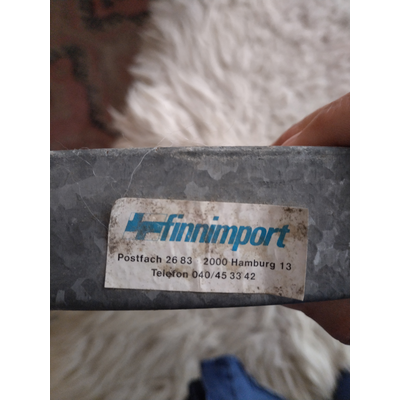 finnimport
Postfach 26 83 2000 Hamburg 13
Telefon 040/45 33 42